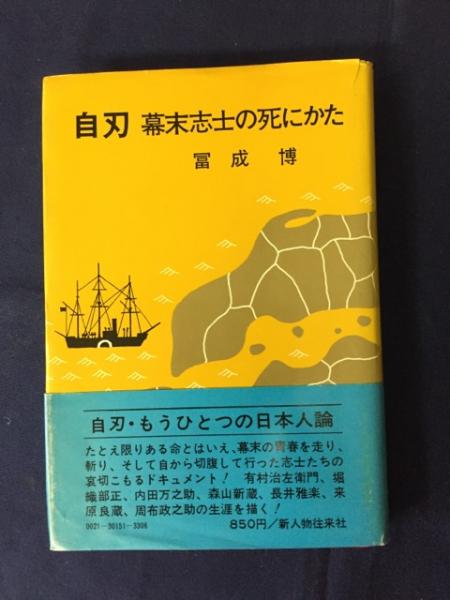 自刃 幕末志士の死にかた
冨成 博
自刃・もうひとつの日本人論
たとえ限りある命とはいえ、幕末の青春を走り、
斬り、そして自から切腹して行った志士たちの
哀切こもるドキュメント! 有村治左衛門、堀
織部正、内田万之助、森山新蔵、長井雅楽、来
原良蔵、周布政之助の生涯を描く!
0021-30151-3306 850円/新人物往来社